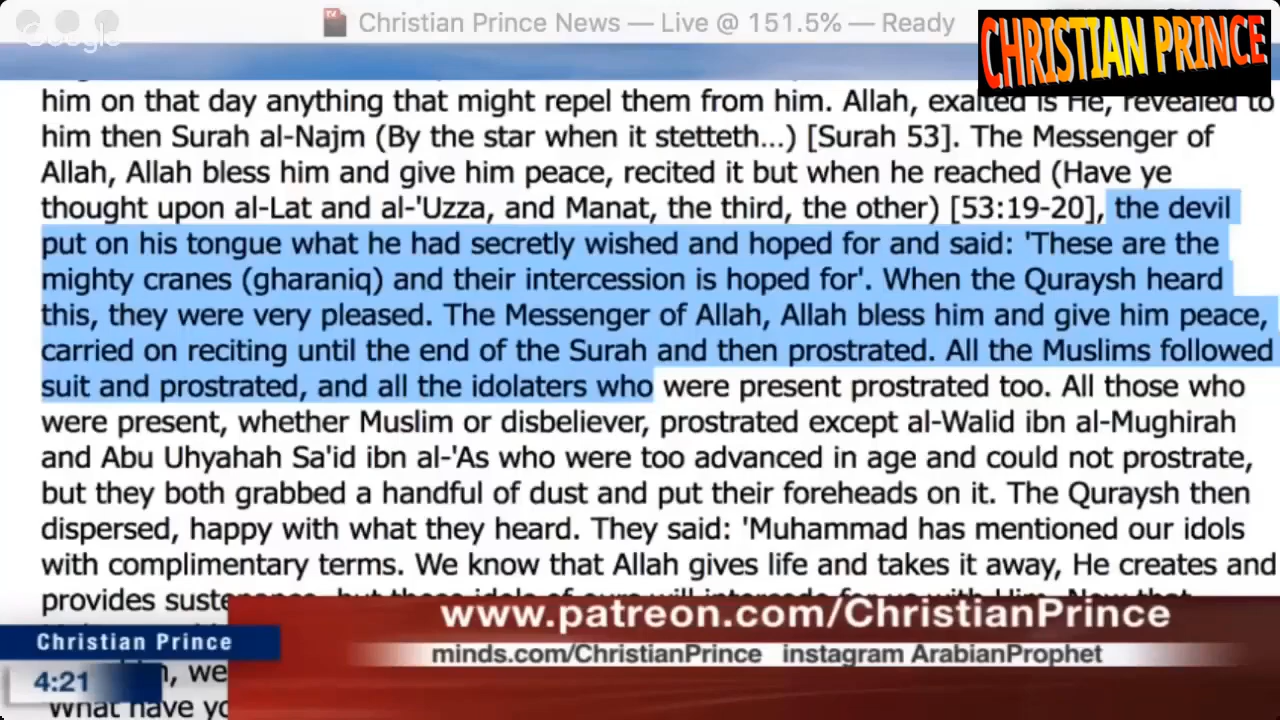 Christian Prince News — Live @ 151.5% — Ready
Google
CHRISTIAN PRINCE
him on that day anything that might repel them from him. Allah, exalted is He, revealed to
him then Surah al-Najm (By the star when it stetteth...) [Surah 53]. The Messenger of
Allah, Allah bless him and give him peace, recited it but when he reached (Have ye
thought upon al-Lat and al-'Uzza, and Manat, the third, the other) [53:19-20], the devil
put on his tongue what he had secretly wished and hoped for and said: 'These are the
mighty cranes (gharaniq) and their intercession is hoped for'. When the Quraysh heard
this, they were very pleased. The Messenger of Allah, Allah bless him and give him peace,
carried on reciting until the end of the Surah and then prostrated. All the Muslims followed
suit and prostrated, and all the idolaters who were present prostrated too. All those who
were present, whether Muslim or disbeliever, prostrated except al-Walid ibn al-Mughirah
and Abu Uhyahah Sa'id ibn al-'As who were too advanced in age and could not prostrate,
but they both grabbed a handful of dust and put their foreheads on it. The Quraysh then
dispersed, happy with what they heard. They said: 'Muhammad has mentioned our idols
with complimentary terms. We know that Allah gives life and takes it away, He creates and
provides
www.patreon.com/ChristianPrince
Christian Prince
minds.com/ChristianPrince instagram ArabianProphet
4:21
we
What have